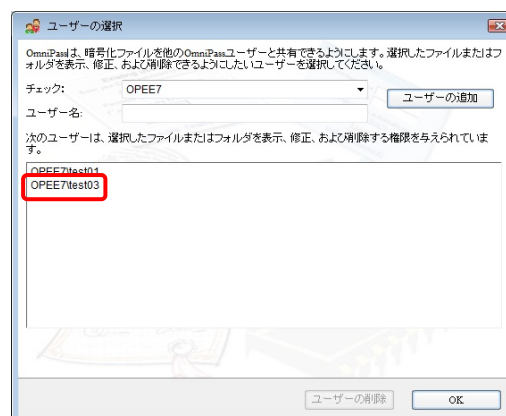 ユーザーの選択
OmniPassは、暗号化ファイルを他のOmniPassユーザーと共有できるようにします。選択したファイルまたはフ
ォルダを表示、修正、および削除できるようにしたいユーザーを選択してください。
チェック: OPEE7
ユーザーの追加
ユーザー名:
次のユーザーは、選択したファイルまたはフォルダを表示、修正、および削除する権限を与えられていま
す。
OPEE7\test01
OPEE7\test03
ユーザーの削除 OK